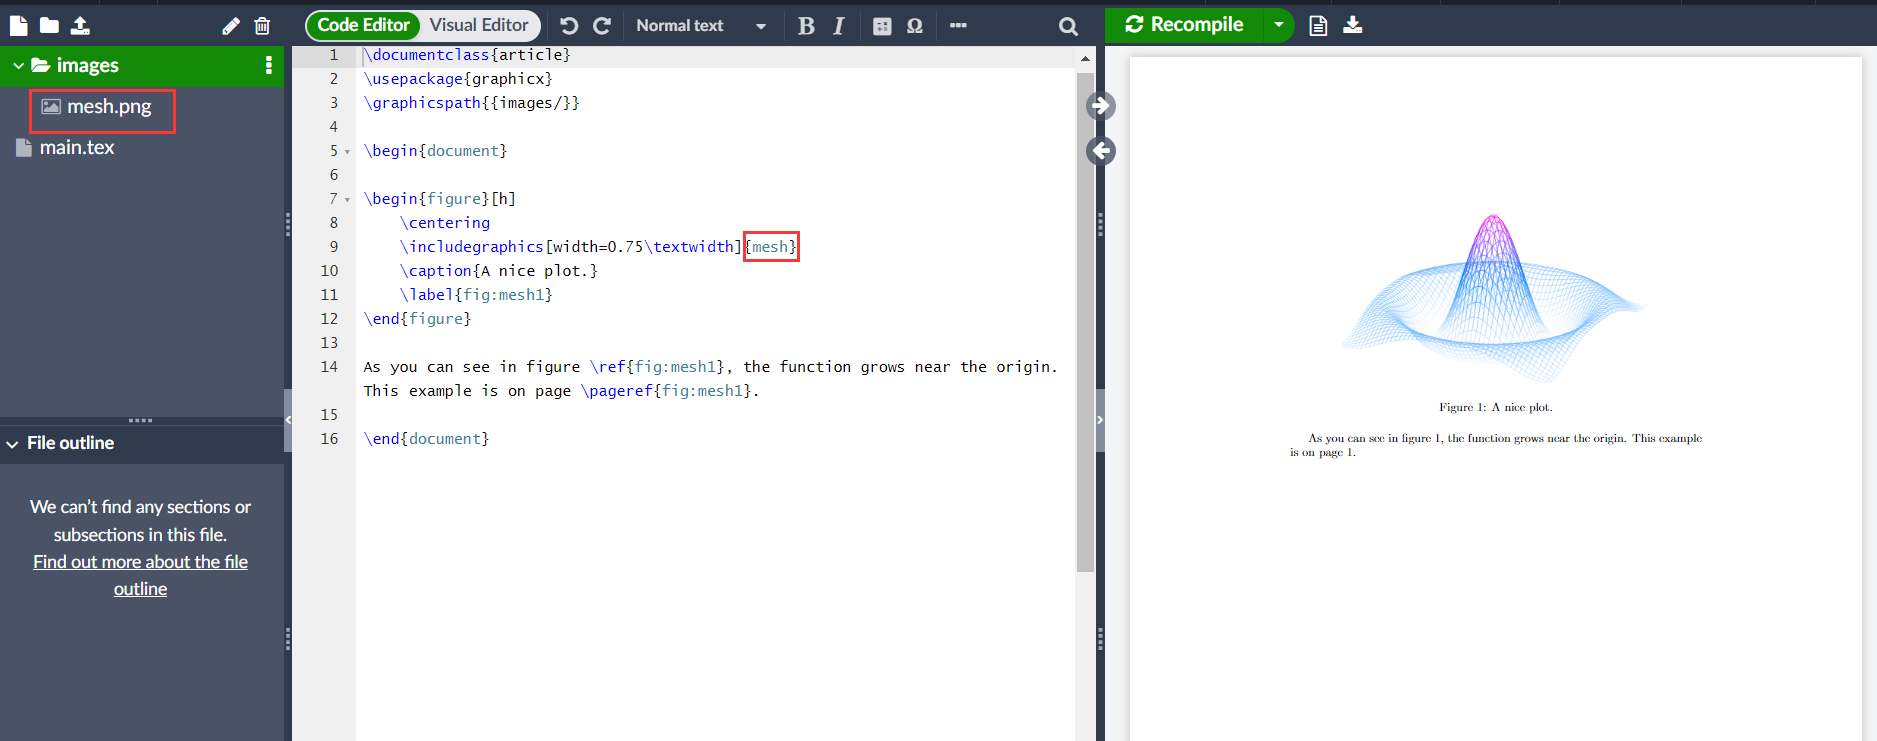 Code Editor Visual Editor Normal text B I Ω Recompile
images
mesh.png
main.tex
File outline
We can't find any sections or
subsections in this file.
Find out more about the file
outline
1 \documentclass{article}
2 \usepackage{graphicx}
3 \graphicspath{{images/}}
4
5 \begin{document}
6
7 \begin{figure}[h]
8 \centering
9 \includegraphics[width=0.75\textwidth]{mesh}
10 \caption{A nice plot.}
11 \label{fig:mesh1}
12 \end{figure}
13
14 As you can see in figure \ref{fig:mesh1}, the function grows near the origin.
This example is on page \pageref{fig:mesh1}.
15
16 \end{document}
Figure 1: A nice plot.
As you can see in figure 1, the function grows near the origin. This example
is on page 1.